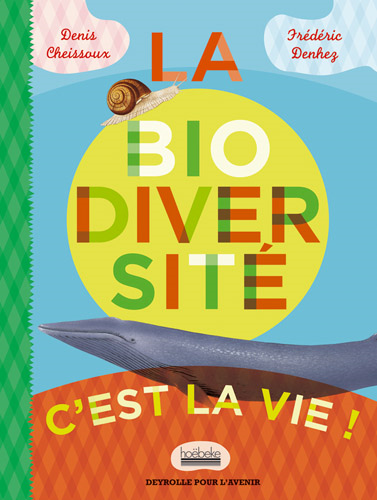 Denis
Cheissoux
Frédéric
Denhez
LA
BIO
DIVER
SITÉ
C'EST LA VIE !
hoëbeke
DEYROLLE POUR L'AVENIR